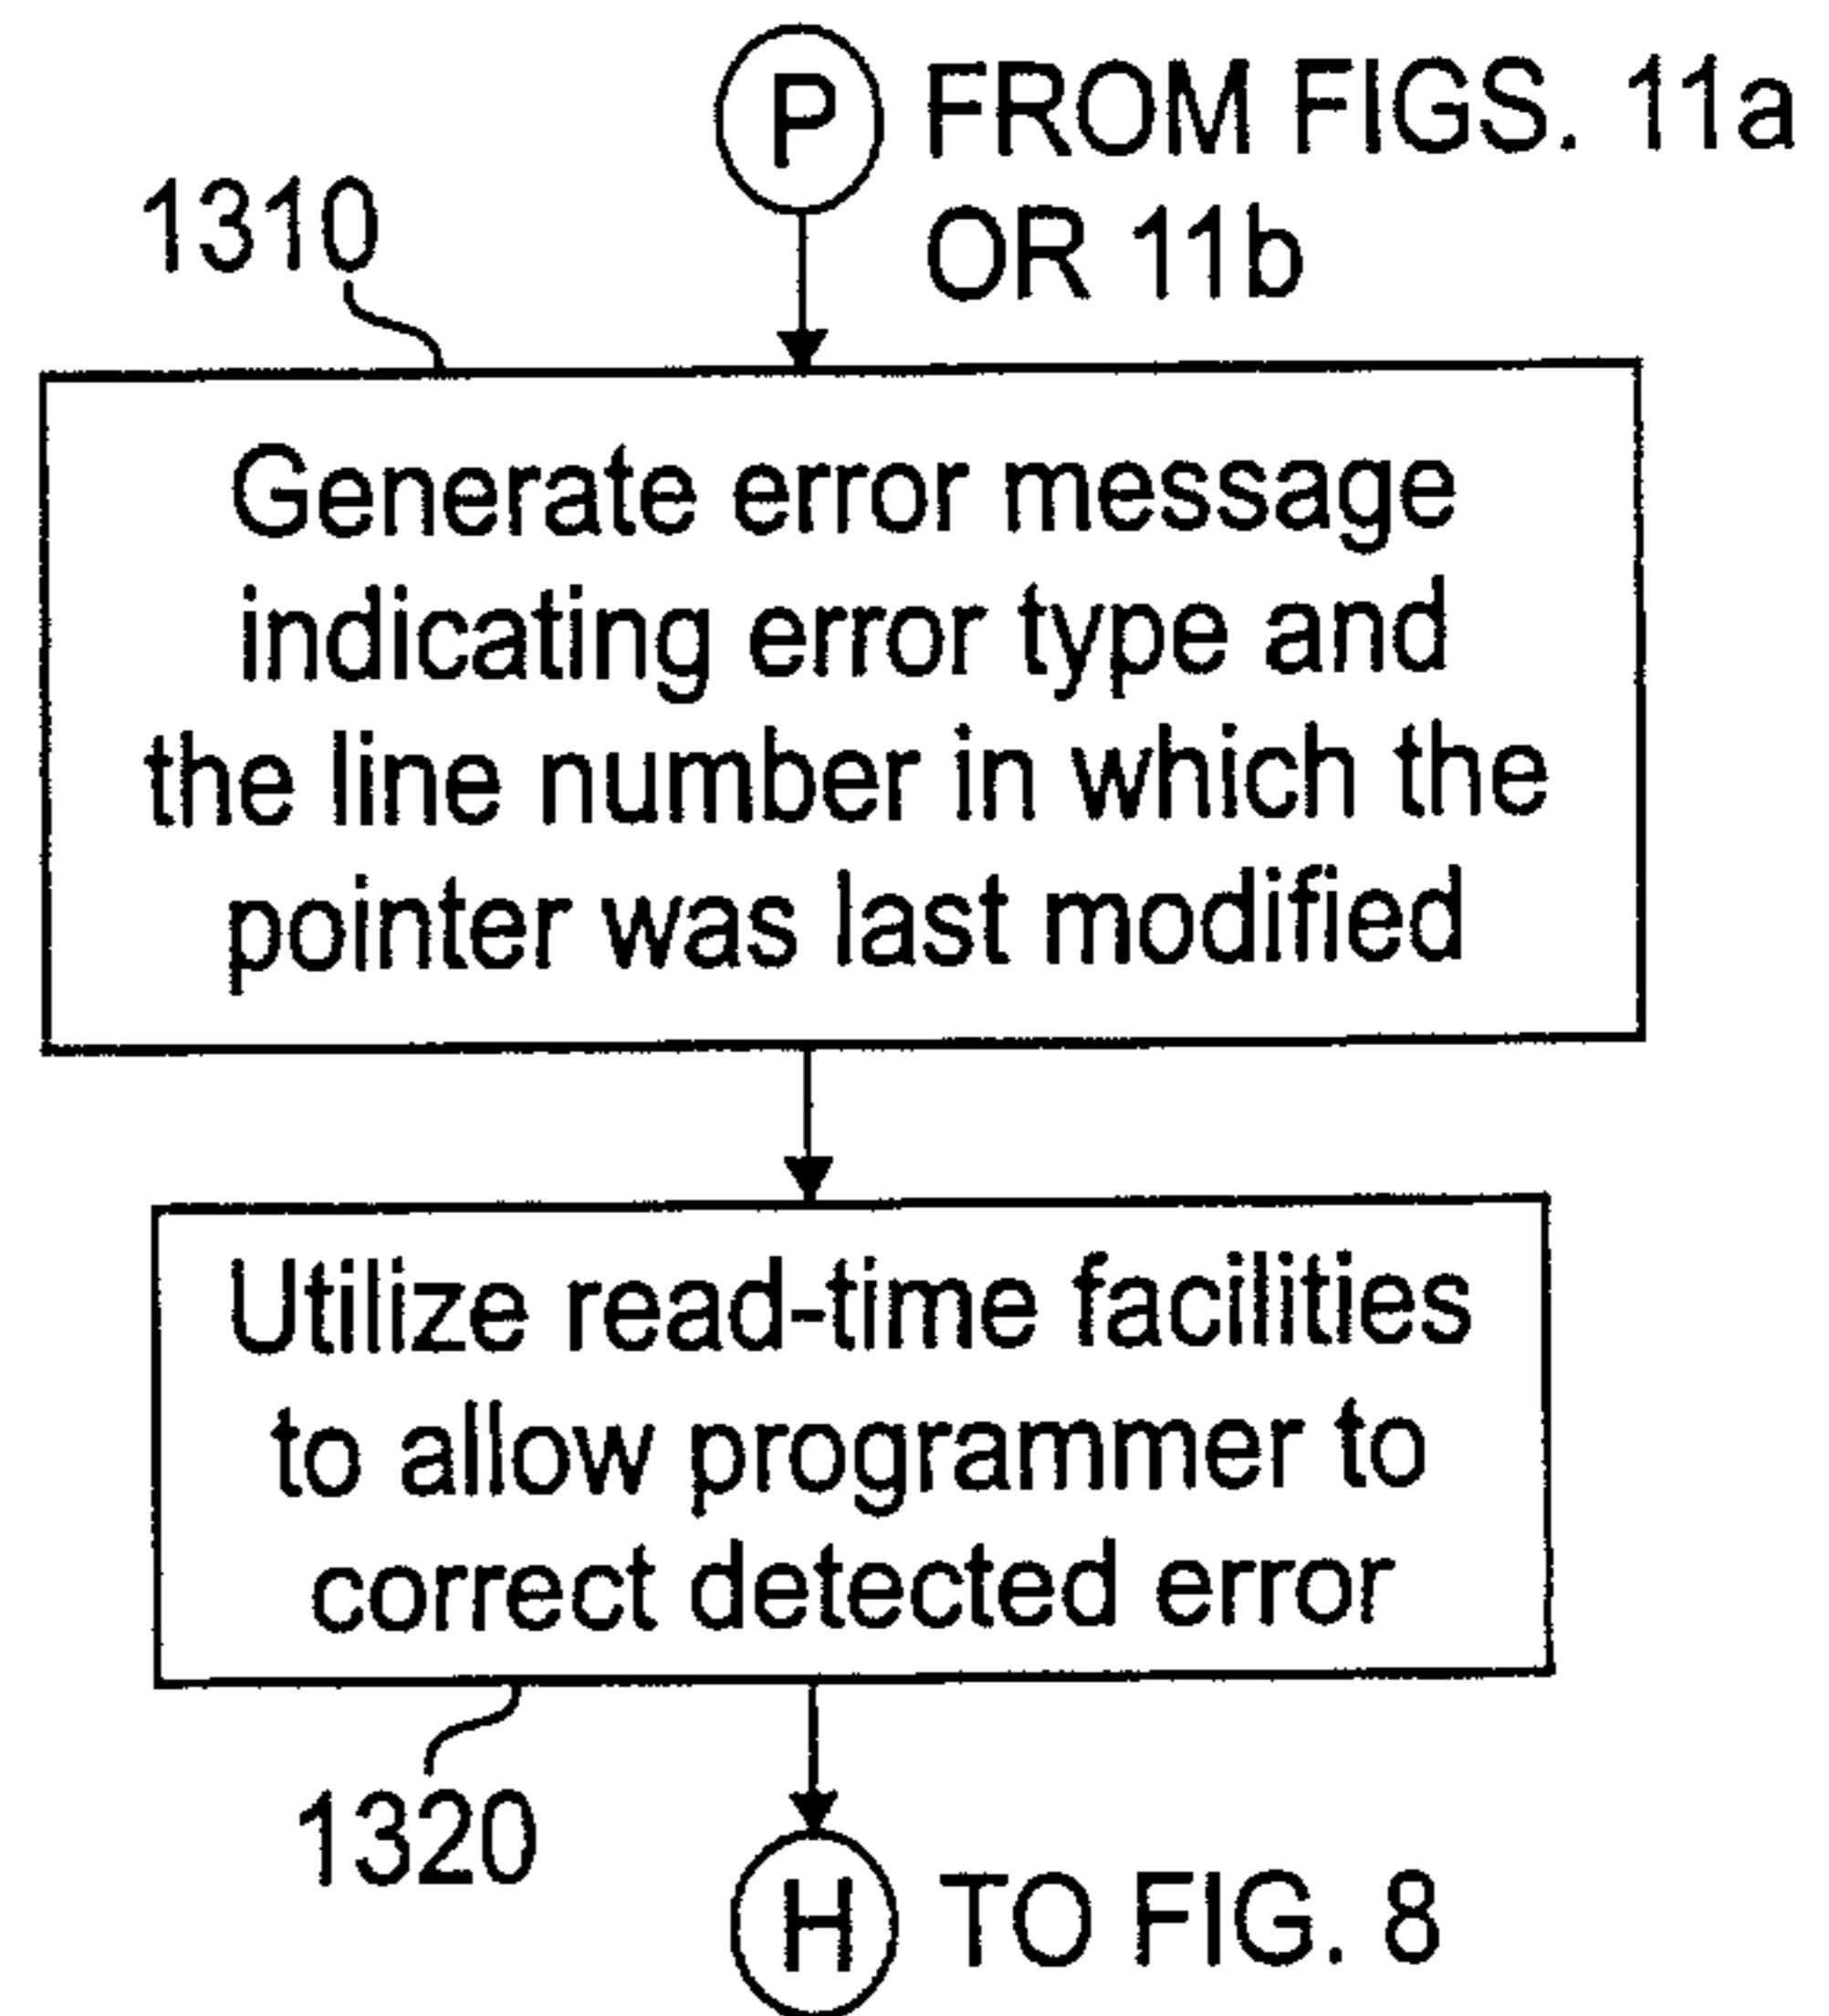 P FROM FIGS. 11a
OR 11b
1310
Generate error message
indicating error type and
the line number in which the
pointer was last modified
Utilize read-time facilities
to allow programmer to
correct detected error
1320
H TO FIG. 8